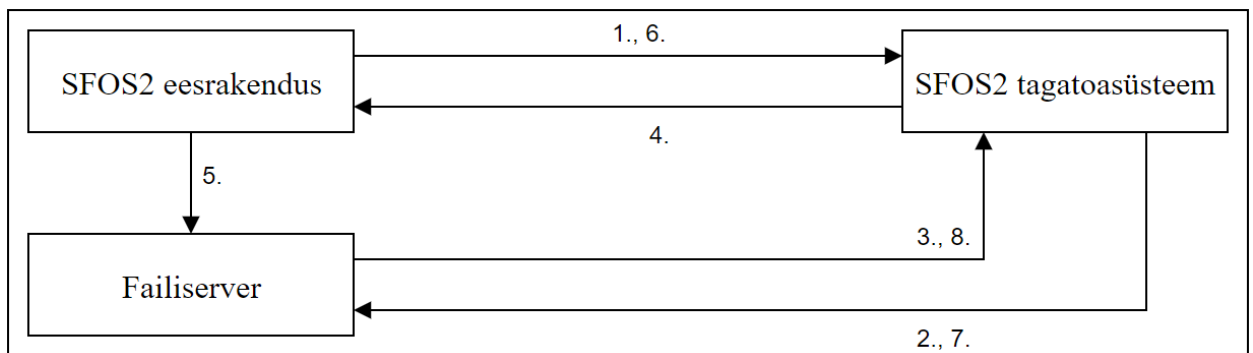 1., 6.
SFOS2 eesrakendus
SFOS2 tagatoasüsteem
4.
5.
3., 8.
Failiserver
2., 7.